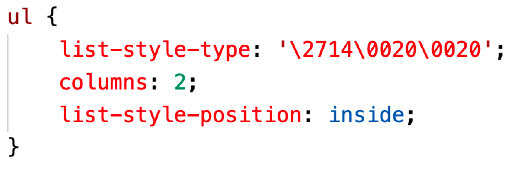 ul {
    list-style-type: '\2714\0020\0020';
    columns: 2;
    list-style-position: inside;
}